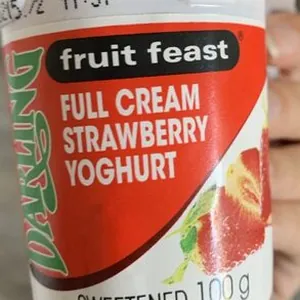 DARLING
fruit feast
FULL CREAM
STRAWBERRY
YOGHURT
SWEETENED 100 g